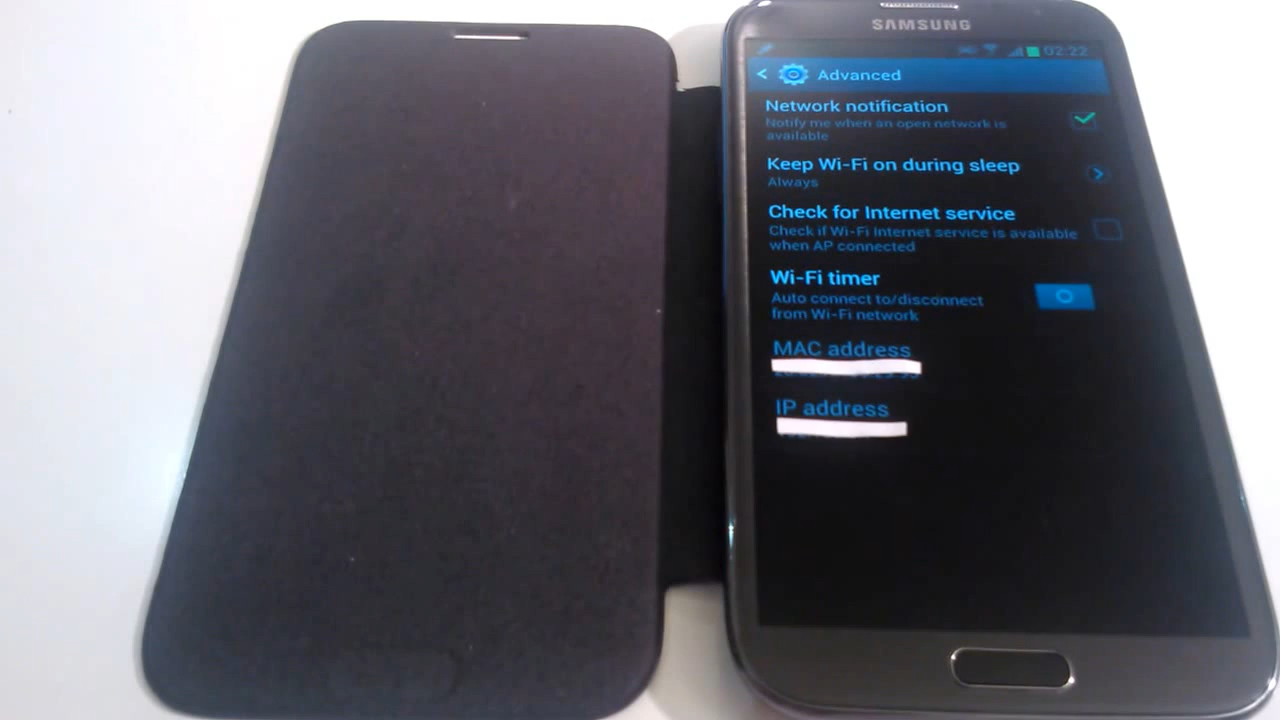 SAMSUNG
02:22
Advanced
Network notification
Notify me when an open network is
available
Keep Wi-Fi on during sleep
Always
Check for Internet service
Check if Wi-Fi Internet service is available
when AP connected
Wi-Fi timer
Auto connect to/disconnect
from Wi-Fi network
MAC address
IP address